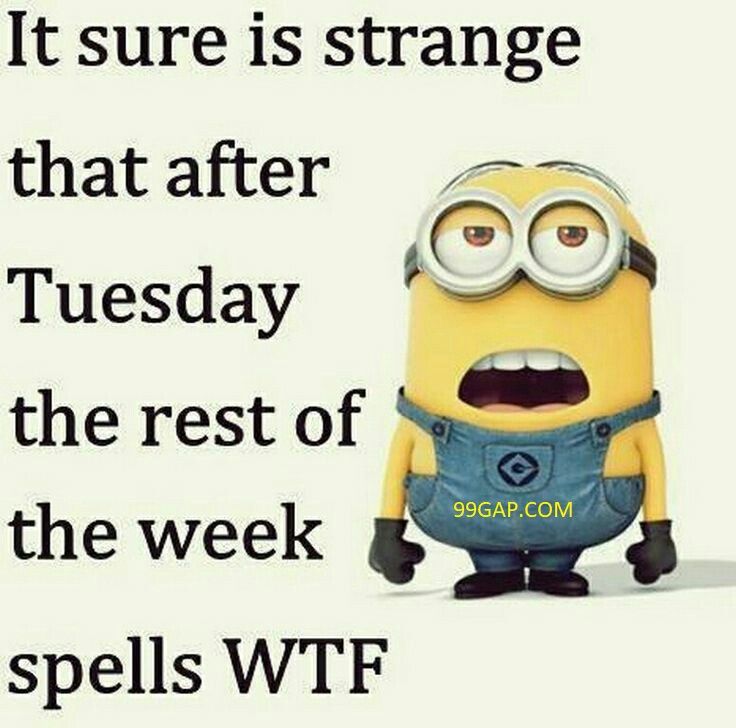 It sure is strange
that after
Tuesday
the rest of
the week
spells WTF
99GAP.COM